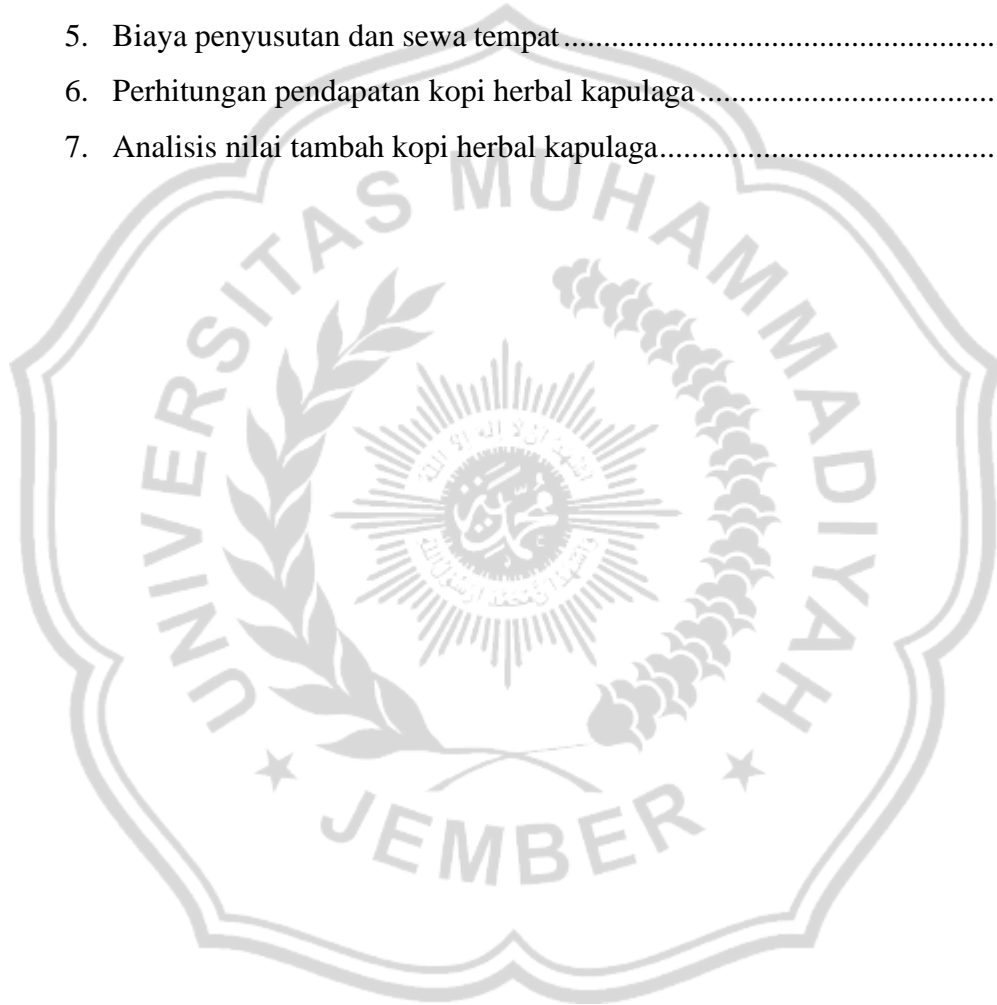 5. Biaya penyusutan dan sewa tempat
6. Perhitungan pendapatan kopi herbal kapulaga
7. Analisis nilai tambah kopi herbal kapulaga
UNIVERSITAS MUHAMMADIYAH
JEMBER